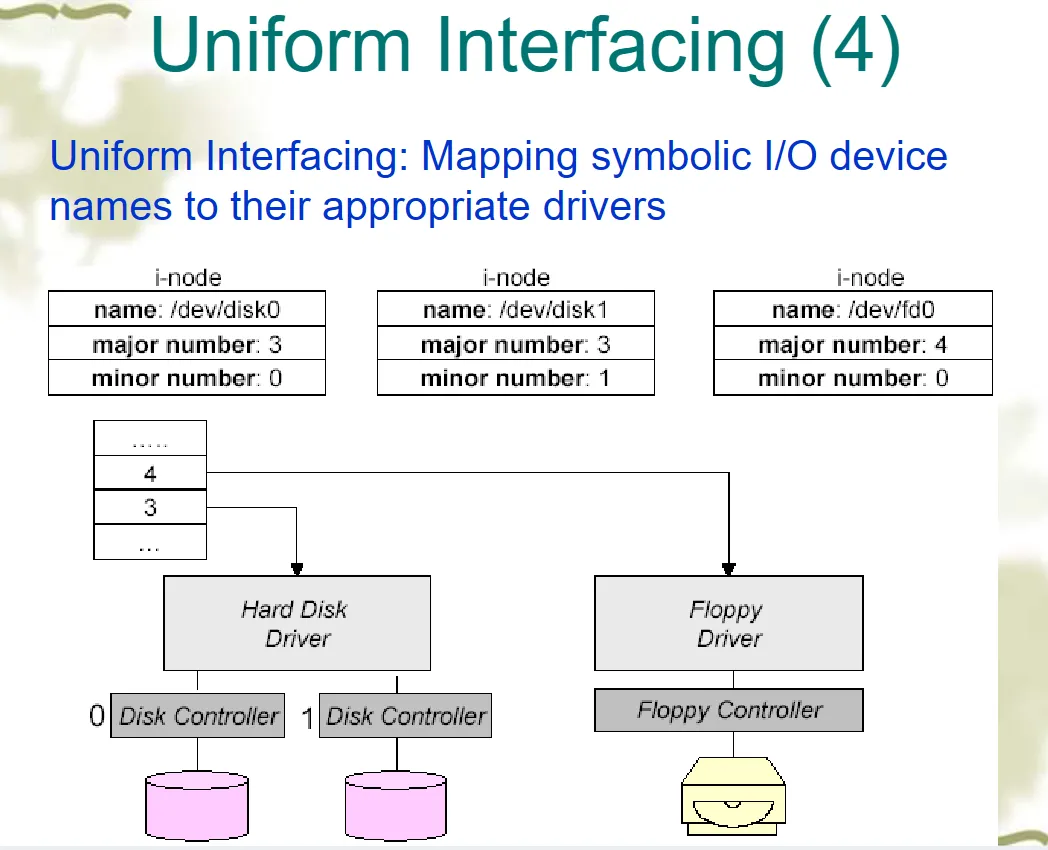 Uniform Interfacing (4)
Uniform Interfacing: Mapping symbolic I/O device
names to their appropriate drivers
i-node
name: /dev/disk0
major number: 3
minor number: 0
i-node
name: /dev/disk1
major number: 3
minor number: 1
i-node
name: /dev/fd0
major number: 4
minor number: 0
.....
4
3
...
Hard Disk
Driver
Floppy
Driver
0 Disk Controller
1 Disk Controller
Floppy Controller